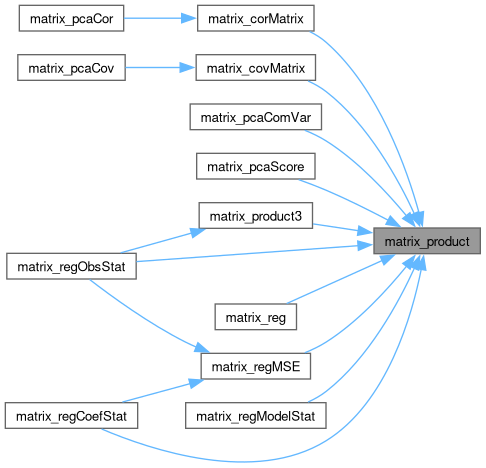 matrix_pcaCor
matrix_corMatrix
matrix_pcaCov
matrix_covMatrix
matrix_pcaComVar
matrix_pcaScore
matrix_product3
matrix_product
matrix_regObsStat
matrix_reg
matrix_regMSE
matrix_regCoefStat
matrix_regModelStat